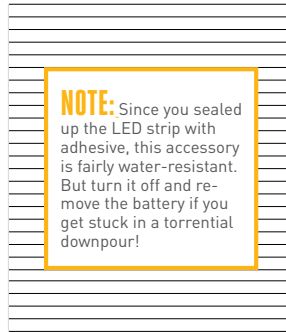 NOTE: Since you sealed
up the LED strip with
adhesive, this accessory
is fairly water-resistant.
But turn it off and re-
move the battery if you
get stuck in a torrential
downpour!